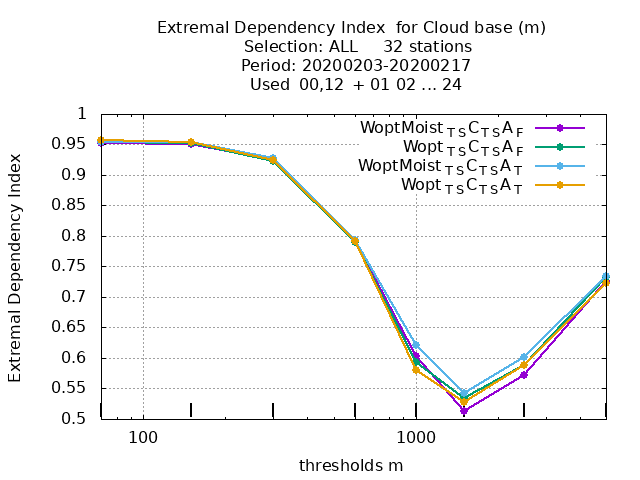 Extremal Dependency Index  for Cloud base (m)
Selection: ALL     32 stations
Period: 20200203-20200217
Used  00,12  + 01 02 ... 24
WoptMoist TS C TS A F
Wopt TS C TS A F
WoptMoist TS C TS A T
Wopt TS C TS A T
1
0.95
0.9
0.85
0.8
0.75
0.7
0.65
0.6
0.55
0.5
Extremal Dependency Index
100 1000
thresholds m